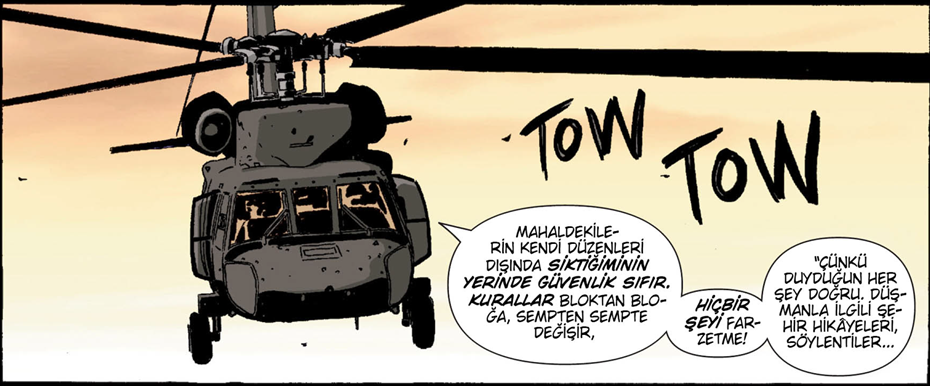 TOW
TOW
MAHALDEKİLE-
RİN KENDİ DÜZENLERİ
DIŞINDA SİKTİĞİMİNİN
YERİNDE GÜVENLİK SIFIR.
KURALLAR BLOKTAN BLO-
ĞA, SEMPTEN SEMPTE
DEĞİŞİR,
HİÇBİR
ŞEYİ FAR-
ZETME!
"ÇÜNKÜ
DUYDUĞUN HER
ŞEY DOĞRU. DÜŞ-
MANLA İLGİLİ ŞE-
HİR HİKÂYELERİ,
SÖYLENTİLER...